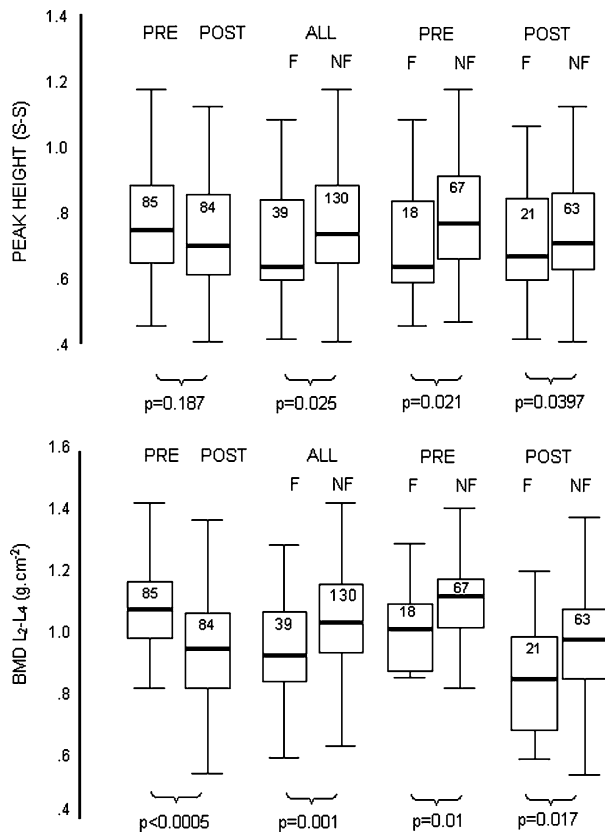 1.4
PRE POST ALL PRE POST
F NF F NF F NF
1.2
PEAK HEIGHT (S-S)
1.0
85 84 39 130 18 67 21 63
.8
.6
.4
p=0.187 p=0.025 p=0.021 p=0.0397
1.6
PRE POST ALL PRE POST
F NF F NF F NF
1.4
BMD L₂-L₄ (g.cm⁻²)
1.2
85 84 39 130 18 67 21 63
1.0
.8
.6
.4
p<0.0005 p=0.001 p=0.01 p=0.017